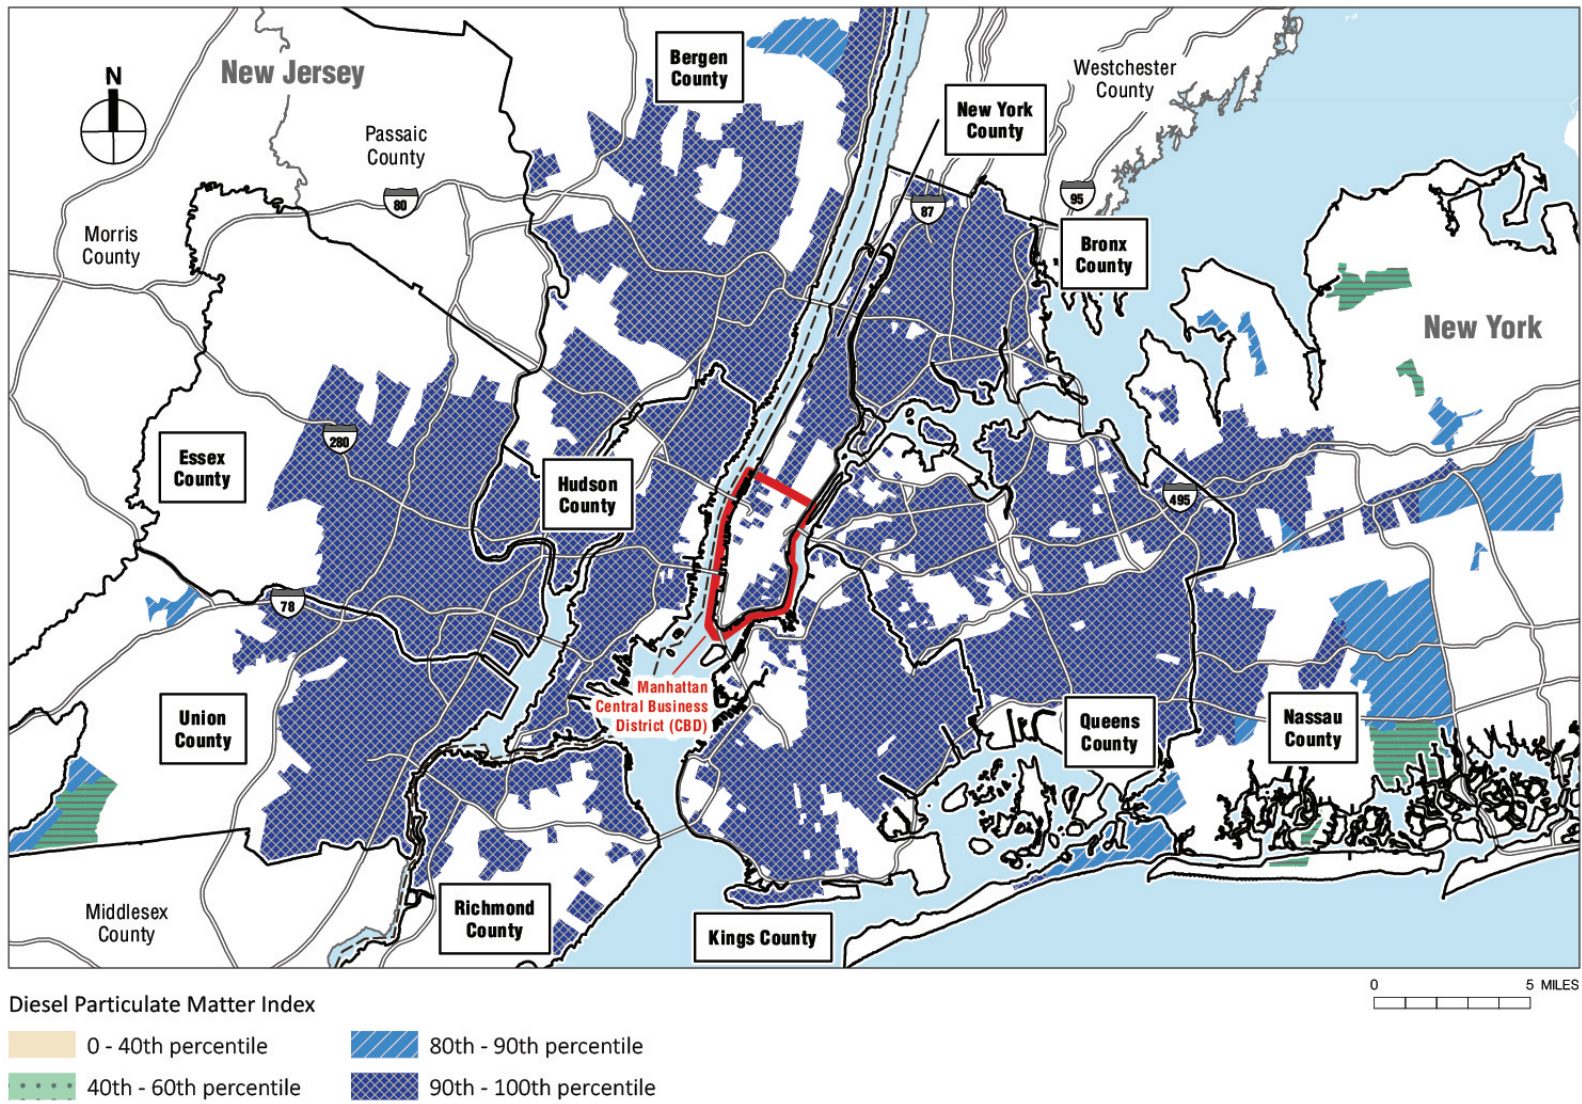 N
New Jersey
Bergen
County
Westchester
County
New York
County
Passaic
County
80
87
95
Morris
County
Bronx
County
New York
280
Essex
County
Hudson
County
495
78
Manhattan
Central Business
District (CBD)
Union
County
Queens
County
Nassau
County
Middlesex
County
Richmond
County
Kings County
0 5 MILES
Diesel Particulate Matter Index
0 - 40th percentile
80th - 90th percentile
40th - 60th percentile
90th - 100th percentile